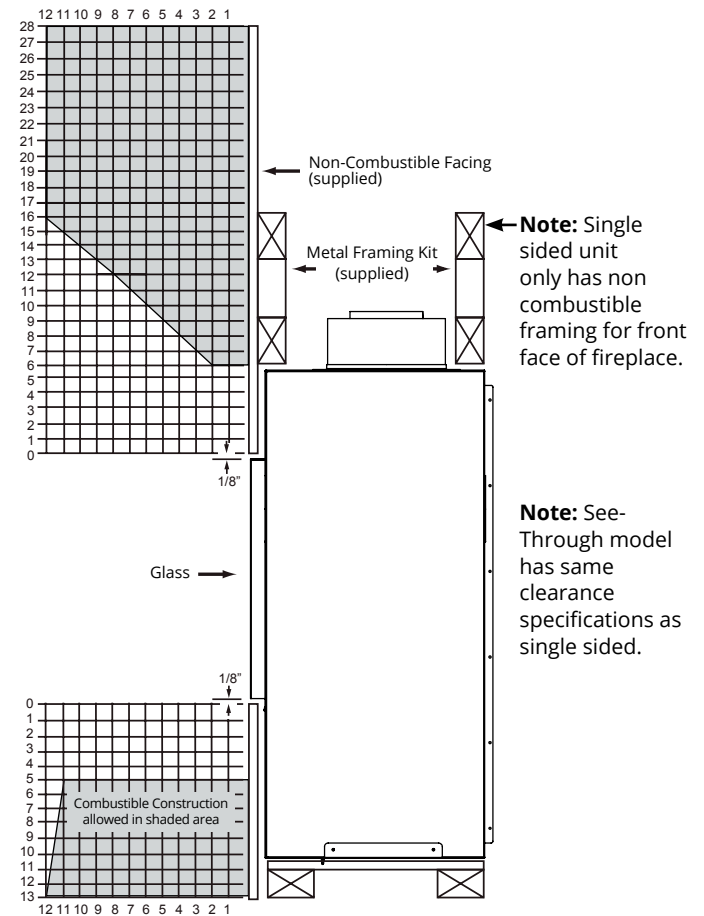 12 11 10 9 8 7 6 5 4 3 2 1
28
27
26
25
24
23
22
21
20
19
18
17
16
15
14
13
12
11
10
9
8
7
6
5
4
3
2
1
0
Non-Combustible Facing
(supplied)
Metal Framing Kit
(supplied)
Note: Single
sided unit
only has non
combustible
framing for front
face of fireplace.
1/8"
Glass
Note: See-
Through model
has same
clearance
specifications as
single sided.
1/8"
0
1
2
3
4
5
6
7
8
9
10
11
12
13
Combustible Construction
allowed in shaded area
12 11 10 9 8 7 6 5 4 3 2 1